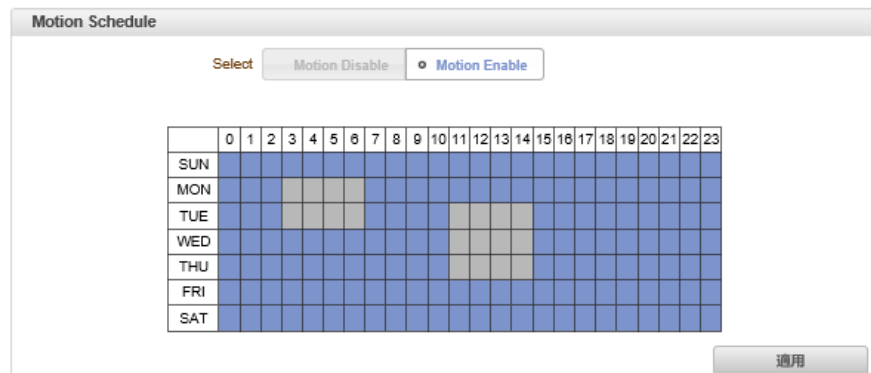 Motion Schedule
Select Motion Disable Motion Enable
0 1 2 3 4 5 6 7 8 9 10 11 12 13 14 15 16 17 18 19 20 21 22 23
SUN
MON
TUE
WED
THU
FRI
SAT
適用